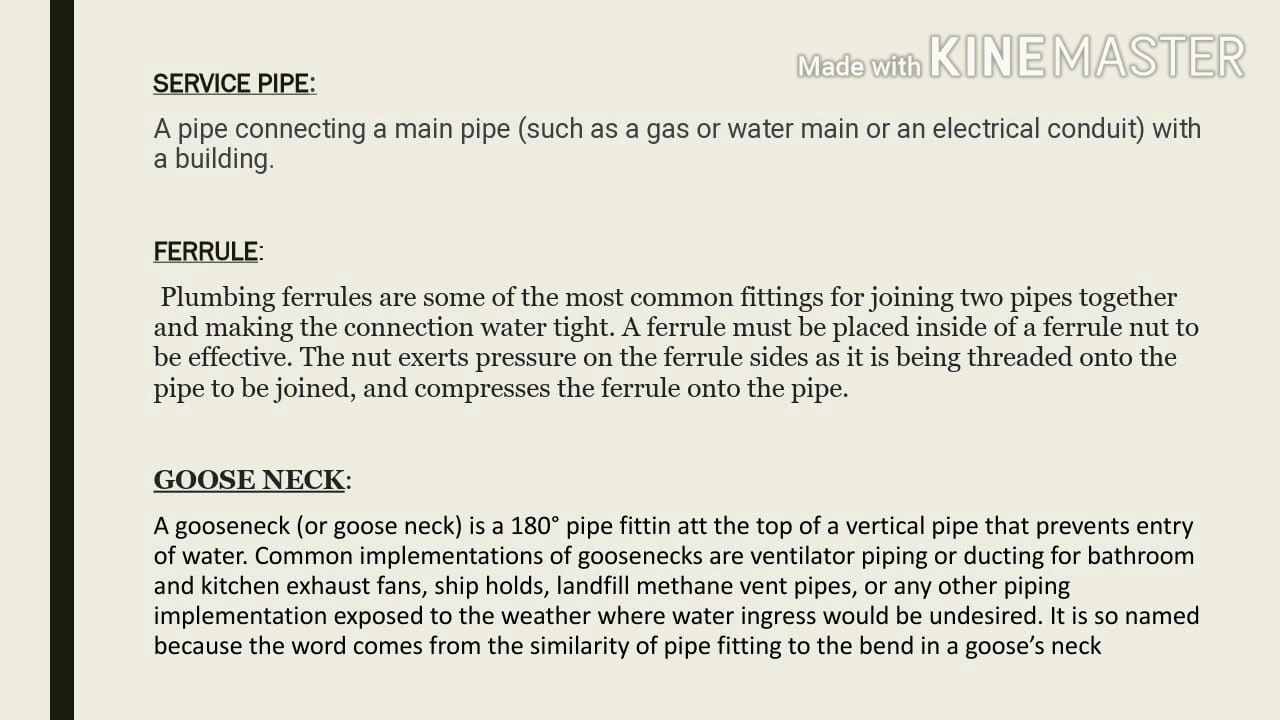 Made with KINEMASTER
SERVICE PIPE:
A pipe connecting a main pipe (such as a gas or water main or an electrical conduit) with
a building.
FERRULE:
Plumbing ferrules are some of the most common fittings for joining two pipes together
and making the connection water tight. A ferrule must be placed inside of a ferrule nut to
be effective. The nut exerts pressure on the ferrule sides as it is being threaded onto the
pipe to be joined, and compresses the ferrule onto the pipe.
GOOSE NECK:
A gooseneck (or goose neck) is a 180° pipe fittin att the top of a vertical pipe that prevents entry
of water. Common implementations of goosenecks are ventilator piping or ducting for bathroom
and kitchen exhaust fans, ship holds, landfill methane vent pipes, or any other piping
implementation exposed to the weather where water ingress would be undesired. It is so named
because the word comes from the similarity of pipe fitting to the bend in a goose’s neck